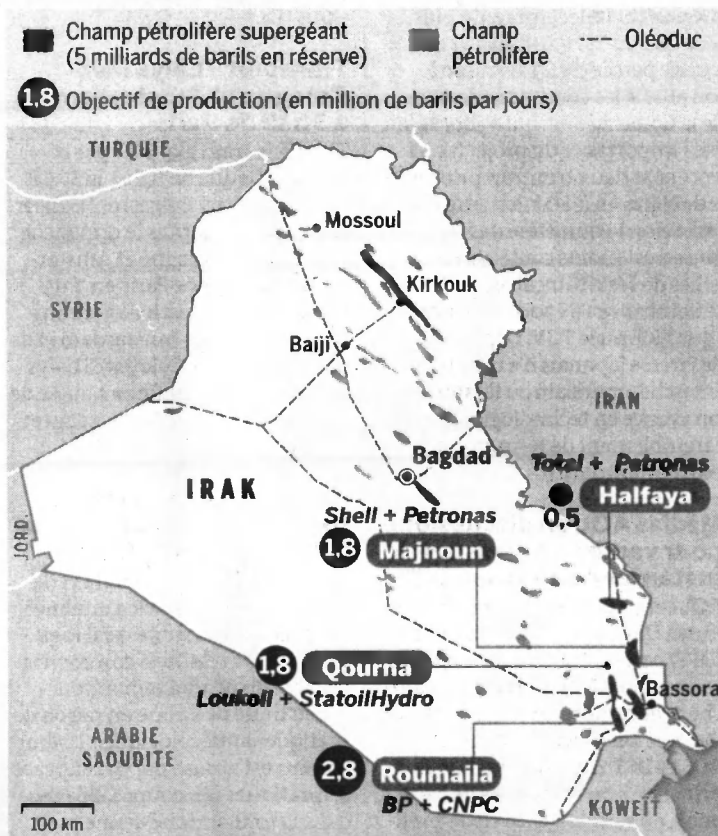 Champ pétrolifère supergéant
(5 milliards de barils en réserve)
Champ
pétrolifère
Oléoduc
1,8 Objectif de production (en million de barils par jours)
TURQUIE
Mossoul
Kirkouk
SYRIE
Baiji
IRAN
Bagdad
IRAK
Total + Petronas
Halfaya
0,5
Shell + Petronas
1,8 Majnoun
JORD.
1,8 Qourna
Loukoil + StatoilHydro
Bassora
ARABIE
SAOUDITE
2,8 Roumaila
BP + CNPC
KOWEÏT
100 km